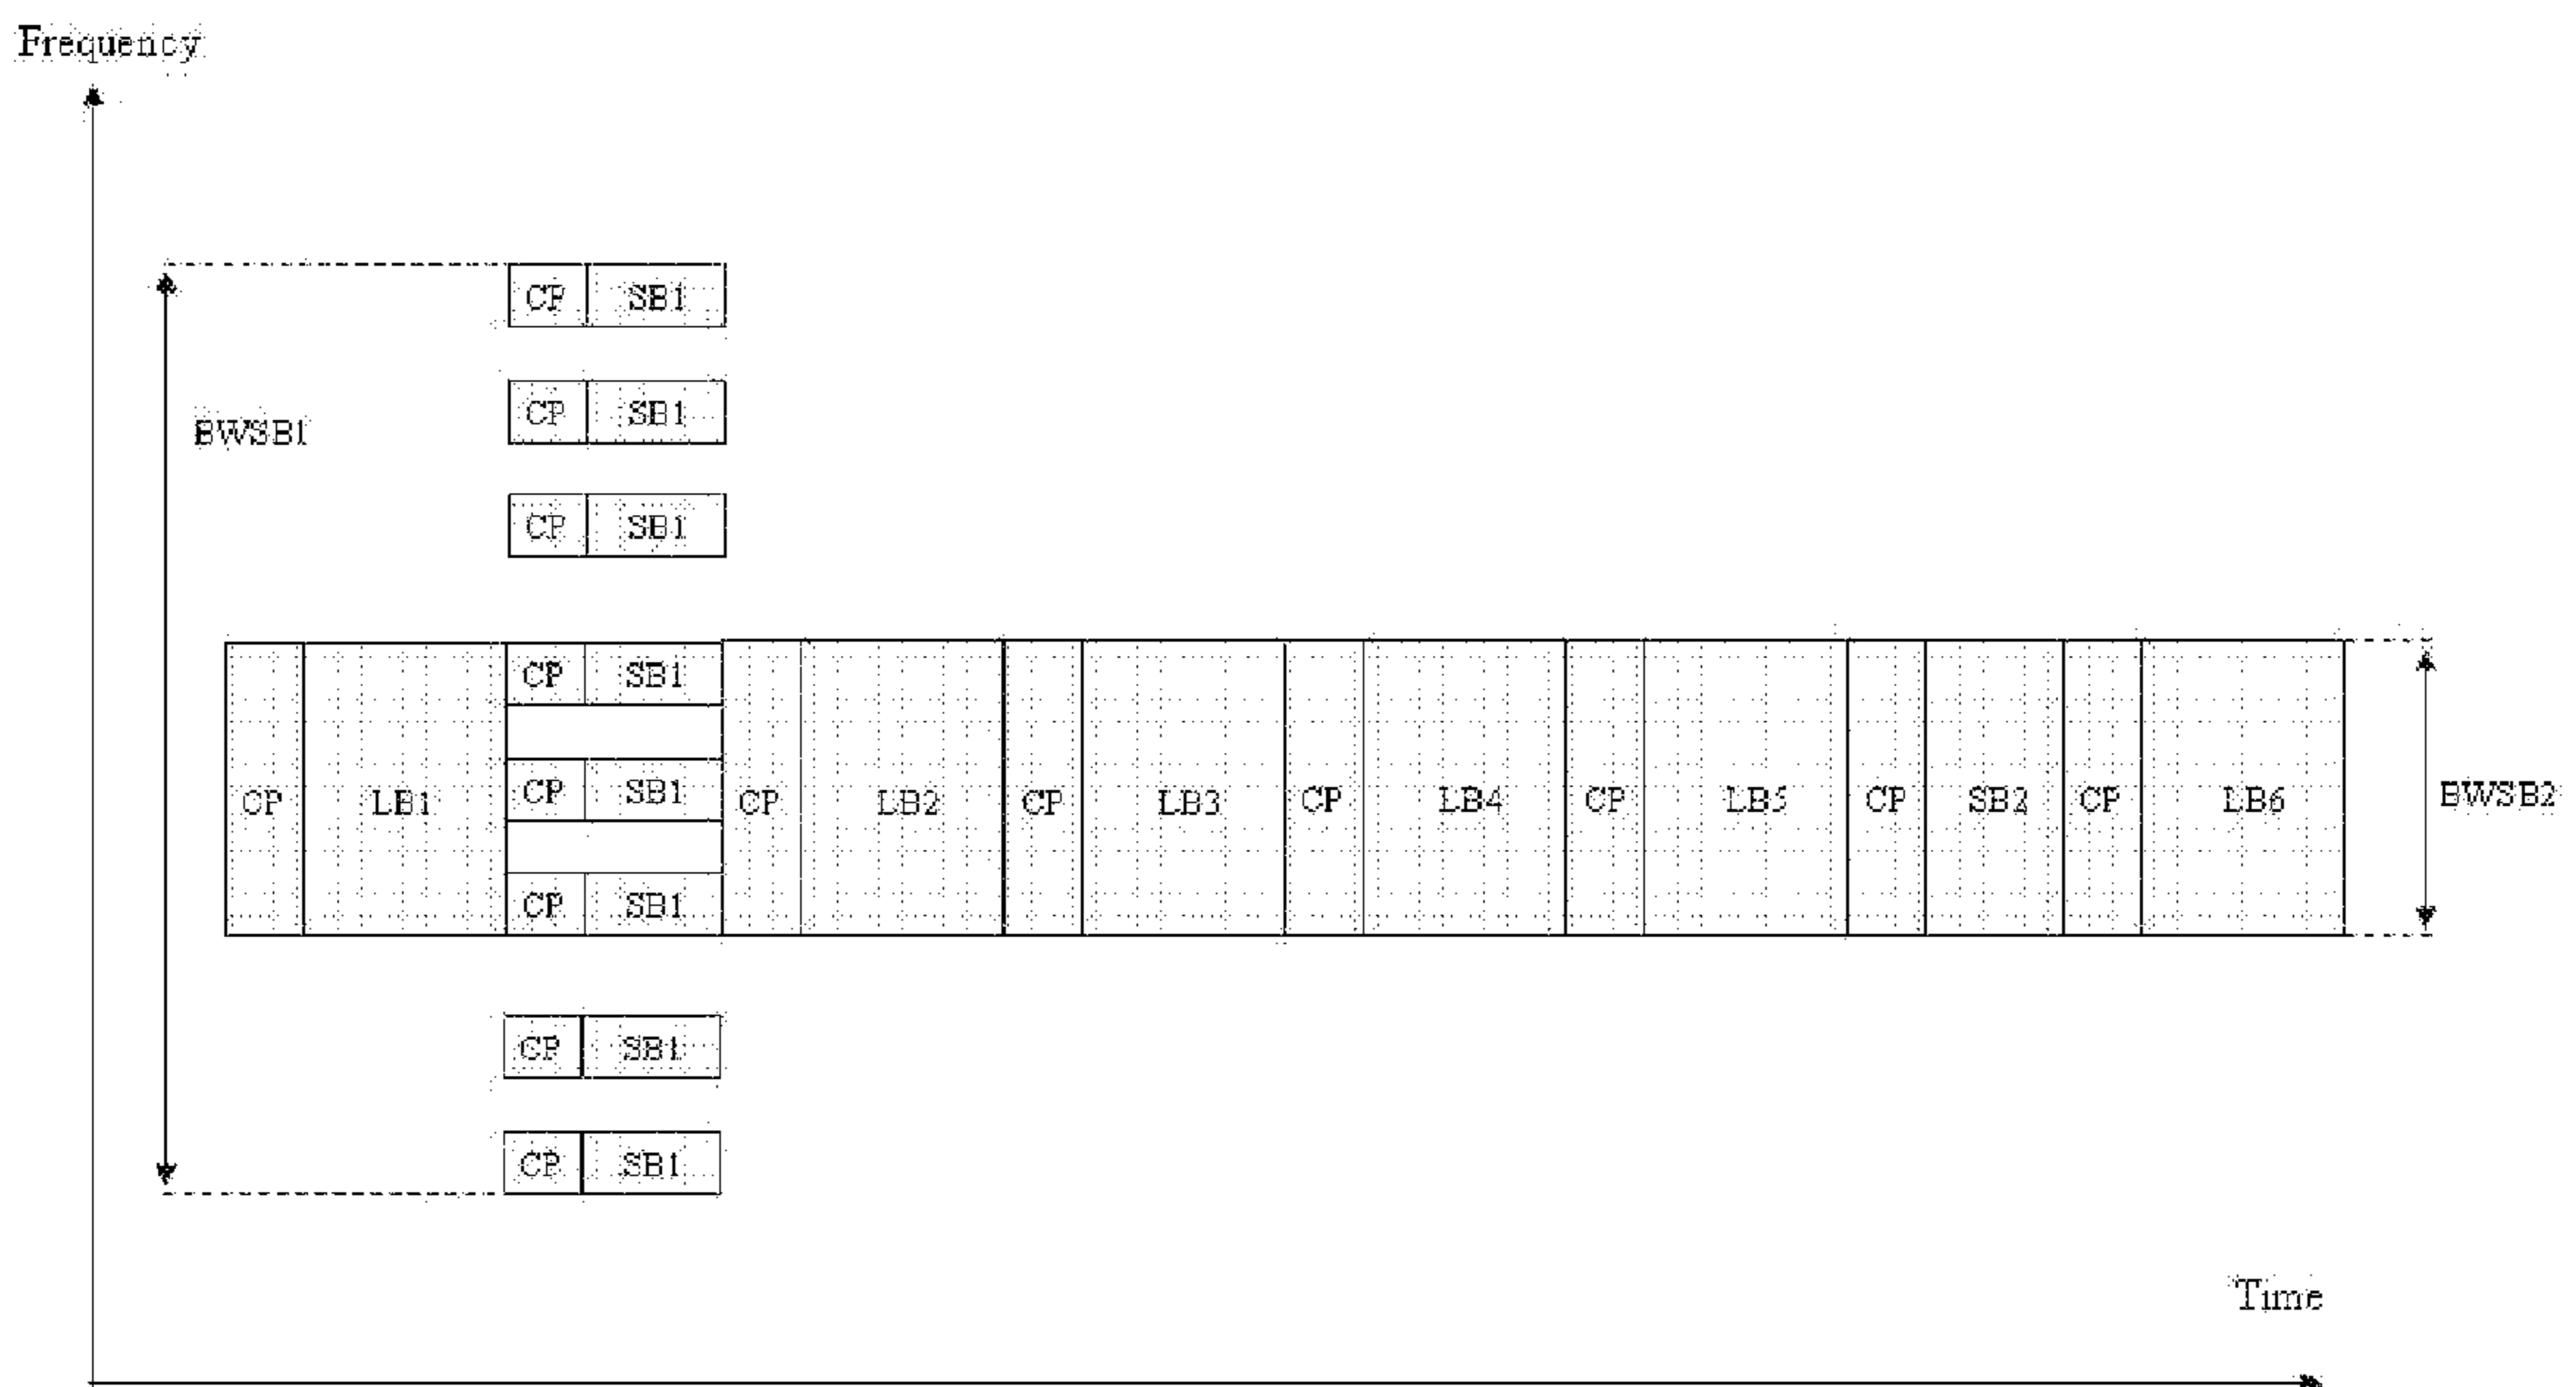 Frequency
CP SB1
CP SB1
BWSB1
CP SB1
CP SB1
CP SB1
CP SB1
CP LB1 CP LB2 CP LB3 CP LB4 CP LB5 CP SB2 CP LB6
BWSB2
CP SB1
CP SB1
Time